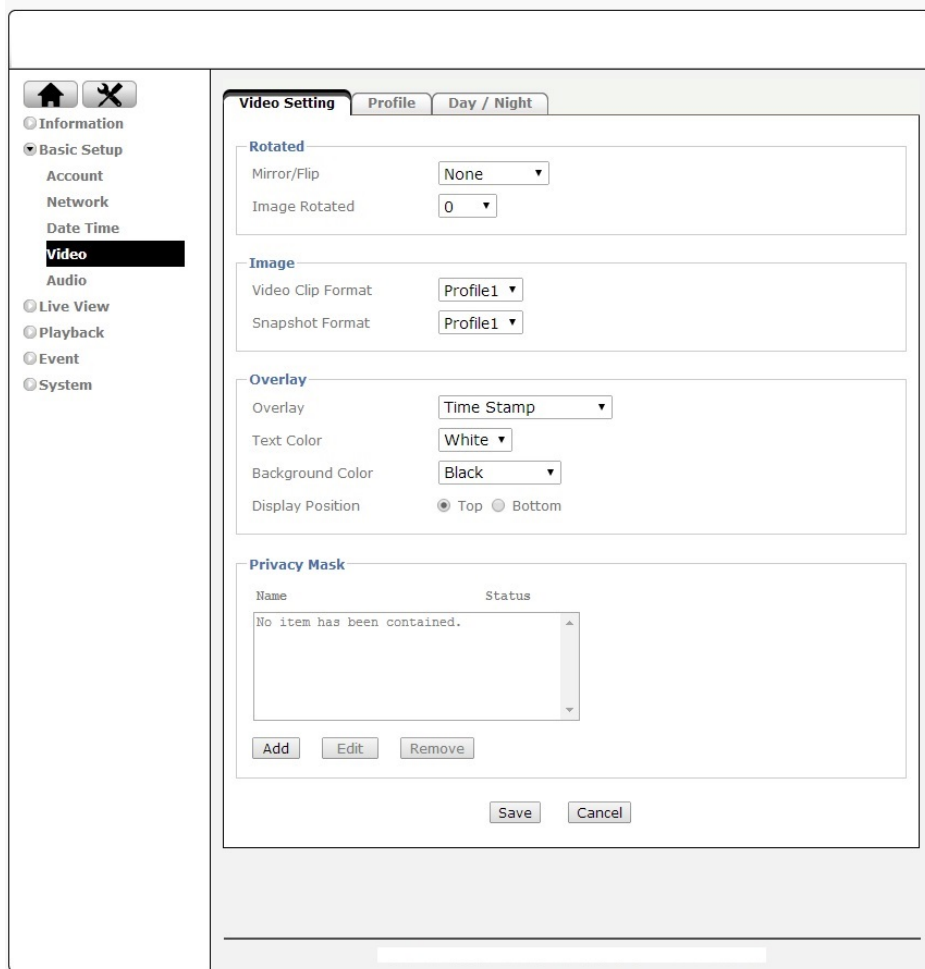 Information
Basic Setup
Account
Network
Date Time
Video
Audio
Live View
Playback
Event
System
Video Setting Profile Day / Night
Rotated
Mirror/Flip None
Image Rotated 0
Image
Video Clip Format Profile1
Snapshot Format Profile1
Overlay
Overlay Time Stamp
Text Color White
Background Color Black
Display Position Top Bottom
Privacy Mask
Name Status
No item has been contained.
Add Edit Remove
Save Cancel